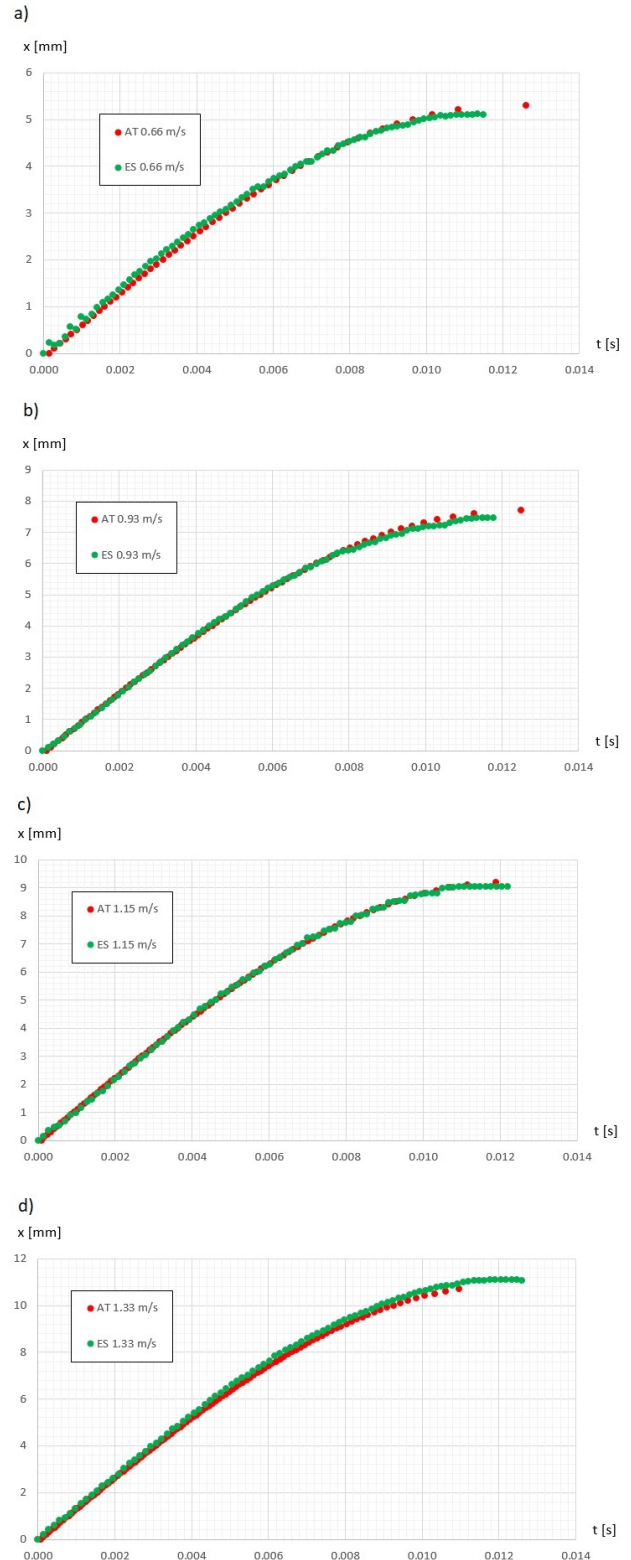 a)
x [mm]
6
5
4
3
2
1
0
AT 0.66 m/s
ES 0.66 m/s
t [s]
0.000 0.002 0.004 0.006 0.008 0.010 0.012 0.014
b)
x [mm]
9
8
7
6
5
4
3
2
1
0
AT 0.93 m/s
ES 0.93 m/s
t [s]
0.000 0.002 0.004 0.006 0.008 0.010 0.012 0.014
c)
x [mm]
10
9
8
7
6
5
4
3
2
1
0
AT 1.15 m/s
ES 1.15 m/s
t [s]
0.000 0.002 0.004 0.006 0.008 0.010 0.012 0.014
d)
x [mm]
12
10
8
6
4
2
0
AT 1.33 m/s
ES 1.33 m/s
t [s]
0.000 0.002 0.004 0.006 0.008 0.010 0.012 0.014